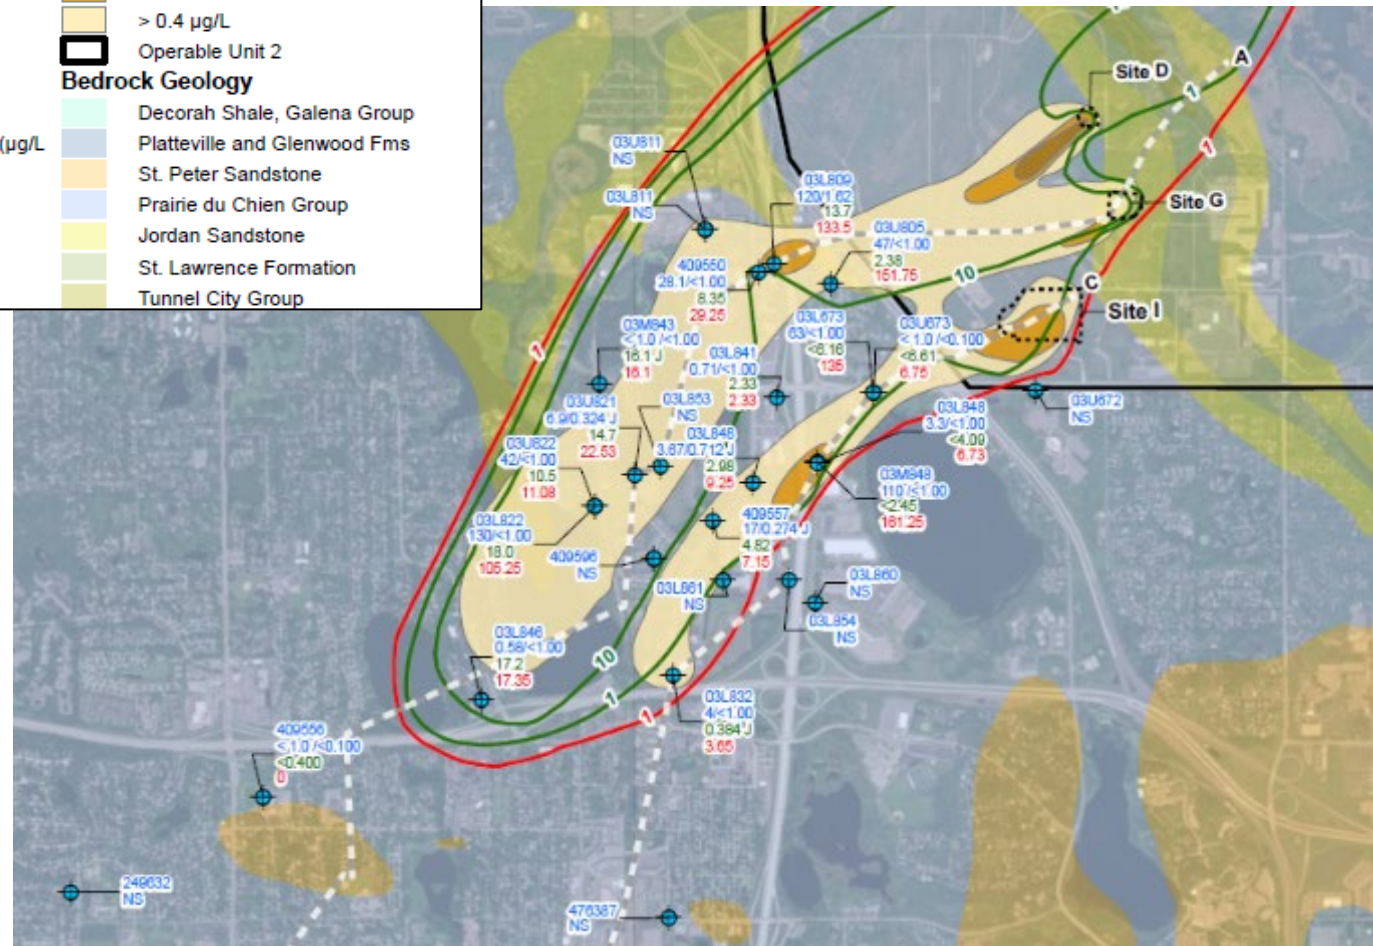 > 0.4 µg/L
Operable Unit 2
Bedrock Geology
Decorah Shale, Galena Group
(µg/L
Platteville and Glenwood Fms
St. Peter Sandstone
Prairie du Chien Group
Jordan Sandstone
St. Lawrence Formation
Tunnel City Group
A
Site D
1
1
Site G
03U811
NS
03L811
NS
03L809
120/1.62
13.7
133.5
03U805
47/<1.00
2.38
151.75
10
C
Site I
409550
28.1/<1.00
8.35
29.25
03M843
< 1.0 /<1.00
16.1 J
16.1
1
03L673
63/<1.00
<6.16
135
03U673
< 1.0 /<0.100
<6.61
6.75
03L841
0.71/<1.00
2.33
2.33
03U821
6.9/0.324 J
14.7
22.53
03L853
NS
03U672
NS
03L848
3.3/<1.00
<4.09
6.73
03U822
42/<1.00
10.5
11.08
3.67/0.712 J
2.98
9.25
03M848
110 /<1.00
<2.45
161.25
03L822
130/<1.00
18.0
105.25
409557
17/0.274 J
4.82
7.15
409596
NS
03L861
NS
03L860
NS
03L854
NS
03L846
0.58/<1.00
17.2
17.35
10
1
1
03L832
4/<1.00
0.384 J
3.65
409556
< 1.0 /<0.100
<0.400
0
249632
NS
476387
NS